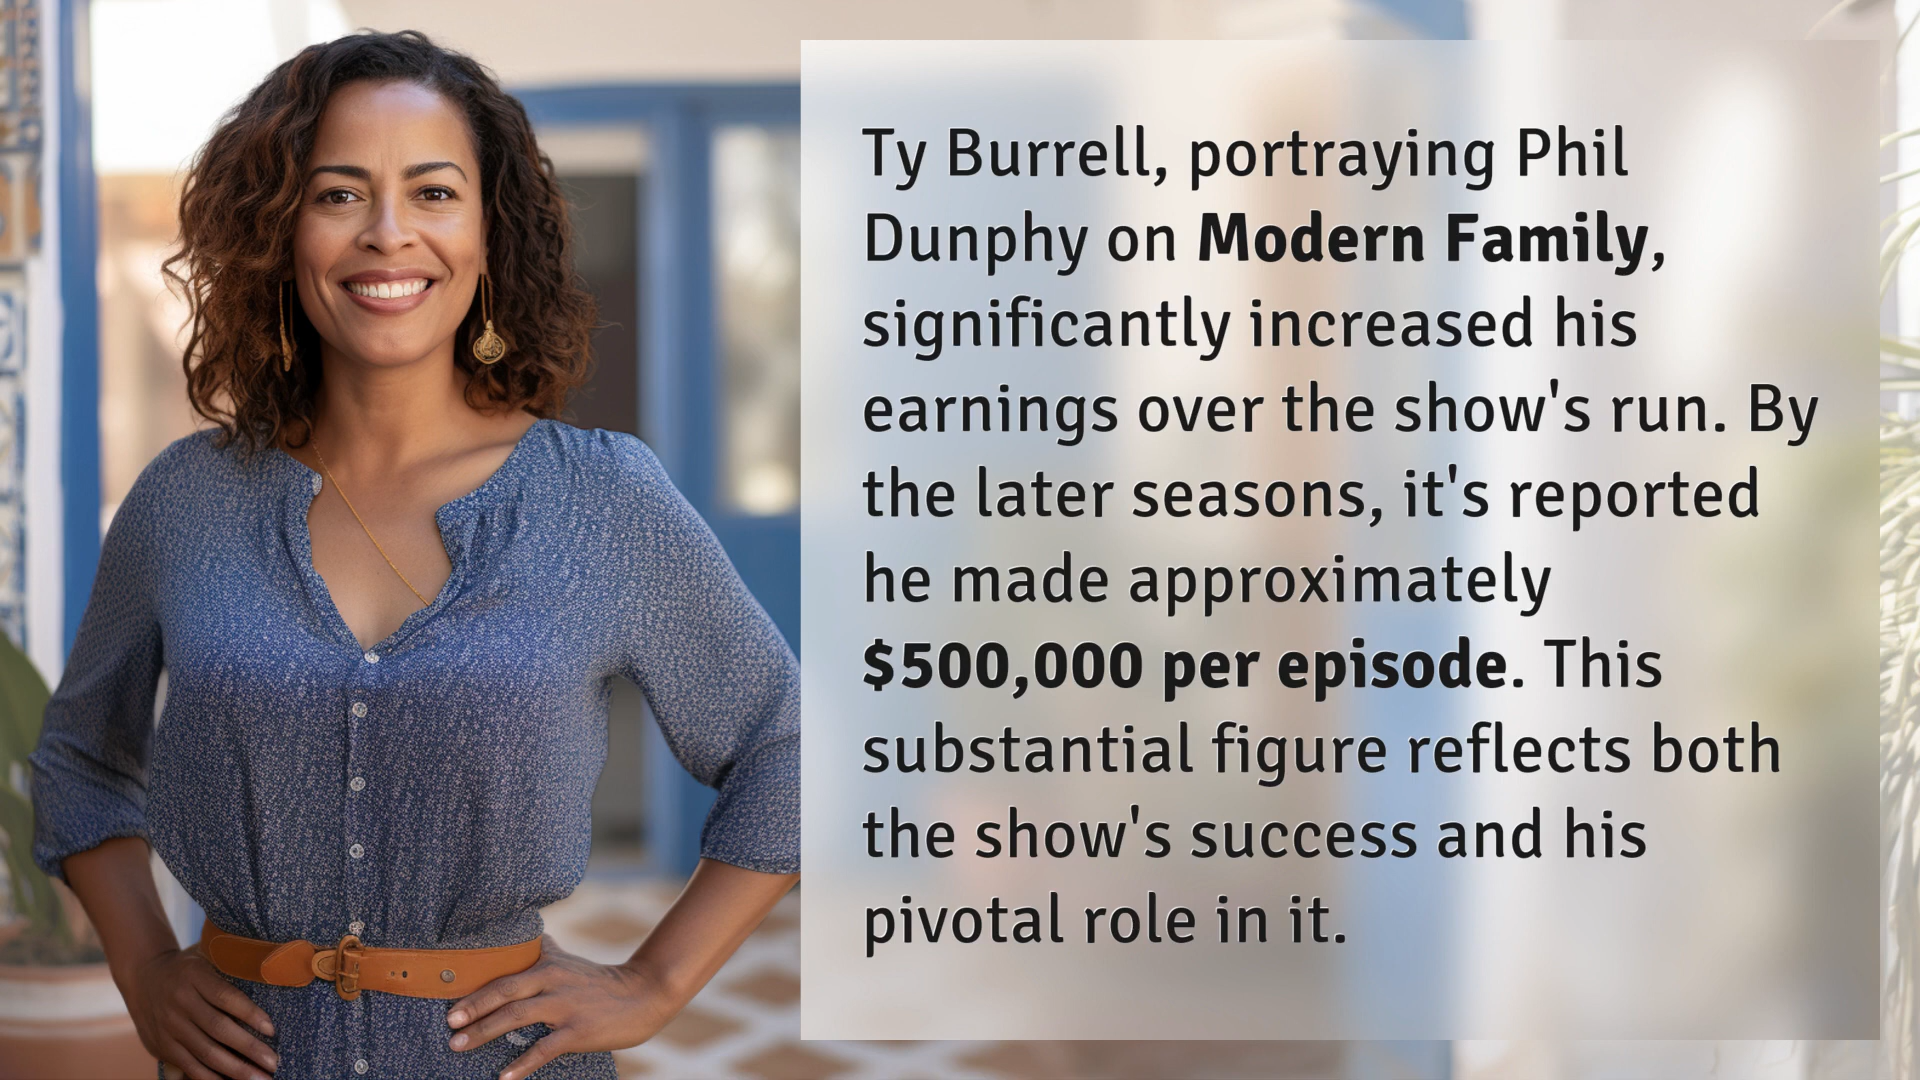 Ty Burrell, portraying Phil
Dunphy on Modern Family,
significantly increased his
earnings over the show's run. By
the later seasons, it's reported
he made approximately
$500,000 per episode. This
substantial figure reflects both
the show's success and his
pivotal role in it.